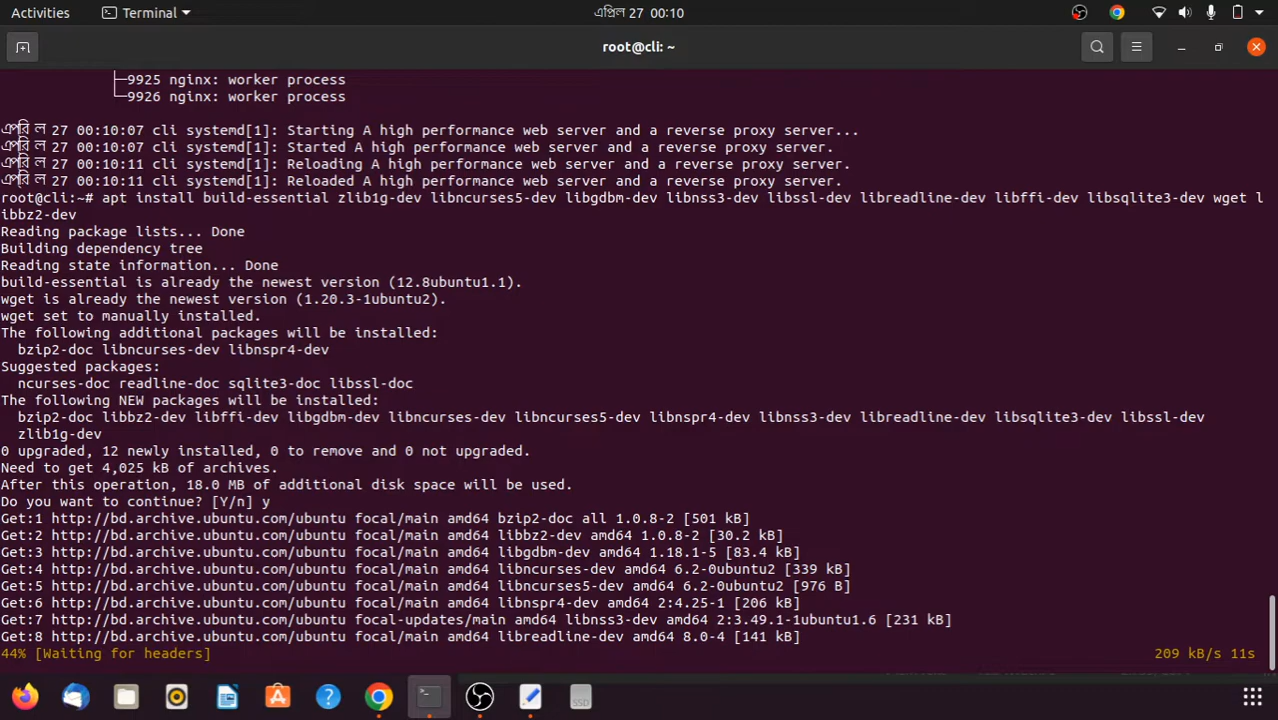 Activities
Terminal
এপ্রিল 27 00:10
root@cli: ~
├─9925 nginx: worker process
└─9926 nginx: worker process
এপ্রিল 27 00:10:07 cli systemd[1]: Starting A high performance web server and a reverse proxy server...
এপ্রিল 27 00:10:07 cli systemd[1]: Started A high performance web server and a reverse proxy server.
এপ্রিল 27 00:10:11 cli systemd[1]: Reloading A high performance web server and a reverse proxy server.
এপ্রিল 27 00:10:11 cli systemd[1]: Reloaded A high performance web server and a reverse proxy server.
root@cli:~# apt install build-essential zlib1g-dev libncurses5-dev libgdbm-dev libnss3-dev libssl-dev libreadline-dev libffi-dev libsqlite3-dev wget l
ibbz2-dev
Reading package lists... Done
Building dependency tree
Reading state information... Done
build-essential is already the newest version (12.8ubuntu1.1).
wget is already the newest version (1.20.3-1ubuntu2).
wget set to manually installed.
The following additional packages will be installed:
bzip2-doc libncurses-dev libnspr4-dev
Suggested packages:
ncurses-doc readline-doc sqlite3-doc libssl-doc
The following NEW packages will be installed:
bzip2-doc libbz2-dev libffi-dev libgdbm-dev libncurses-dev libncurses5-dev libnspr4-dev libnss3-dev libreadline-dev libsqlite3-dev libssl-dev
zlib1g-dev
0 upgraded, 12 newly installed, 0 to remove and 0 not upgraded.
Need to get 4,025 kB of archives.
After this operation, 18.0 MB of additional disk space will be used.
Do you want to continue? [Y/n] y
Get:1 http://bd.archive.ubuntu.com/ubuntu focal/main amd64 bzip2-doc all 1.0.8-2 [501 kB]
Get:2 http://bd.archive.ubuntu.com/ubuntu focal/main amd64 libbz2-dev amd64 1.0.8-2 [30.2 kB]
Get:3 http://bd.archive.ubuntu.com/ubuntu focal/main amd64 libgdbm-dev amd64 1.18.1-5 [83.4 kB]
Get:4 http://bd.archive.ubuntu.com/ubuntu focal/main amd64 libncurses-dev amd64 6.2-0ubuntu2 [339 kB]
Get:5 http://bd.archive.ubuntu.com/ubuntu focal/main amd64 libncurses5-dev amd64 6.2-0ubuntu2 [976 B]
Get:6 http://bd.archive.ubuntu.com/ubuntu focal/main amd64 libnspr4-dev amd64 2:4.25-1 [206 kB]
Get:7 http://bd.archive.ubuntu.com/ubuntu focal-updates/main amd64 libnss3-dev amd64 2:3.49.1-1ubuntu1.6 [231 kB]
Get:8 http://bd.archive.ubuntu.com/ubuntu focal/main amd64 libreadline-dev amd64 8.0-4 [141 kB]
44% [Waiting for headers] 209 kB/s 11s
SSD